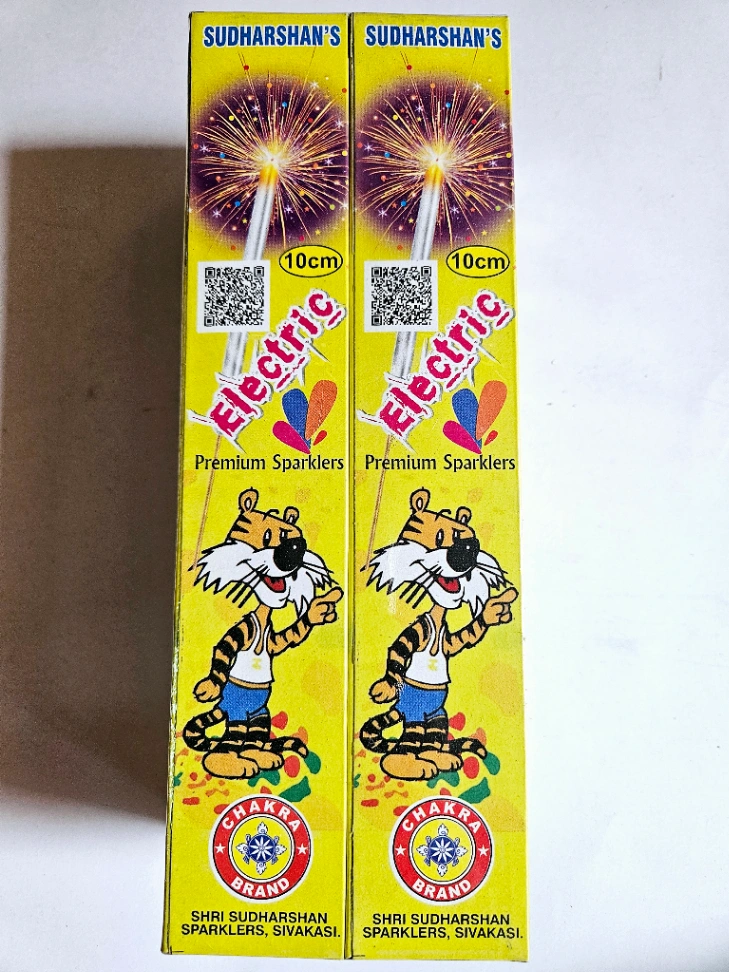 SUDHARSHAN'S
10cm
Electric
Premium Sparklers
CHAKRA
BRAND
SHRI SUDHARSHAN
SPARKLERS, SIVAKASI.
SUDHARSHAN'S
10cm
Electric
Premium Sparklers
CHAKRA
BRAND
SHRI SUDHARSHAN
SPARKLERS, SIVAKASI.